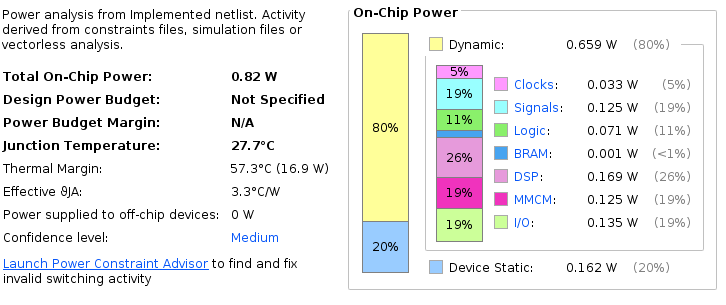 Power analysis from Implemented netlist. Activity
derived from constraints files, simulation files or
vectorless analysis.
Total On-Chip Power: 0.82 W
Design Power Budget: Not Specified
Power Budget Margin: N/A
Junction Temperature: 27.7°C
Thermal Margin: 57.3°C (16.9 W)
Effective ϑJA: 3.3°C/W
Power supplied to off-chip devices: 0 W
Confidence level: Medium
Launch Power Constraint Advisor to find and fix
invalid switching activity
On-Chip Power
80%
20%
Dynamic: 0.659 W (80%)
5%
19%
11%
26%
19%
19%
Clocks: 0.033 W (5%)
Signals: 0.125 W (19%)
Logic: 0.071 W (11%)
BRAM: 0.001 W (<1%)
DSP: 0.169 W (26%)
MMCM: 0.125 W (19%)
I/O: 0.135 W (19%)
Device Static: 0.162 W (20%)